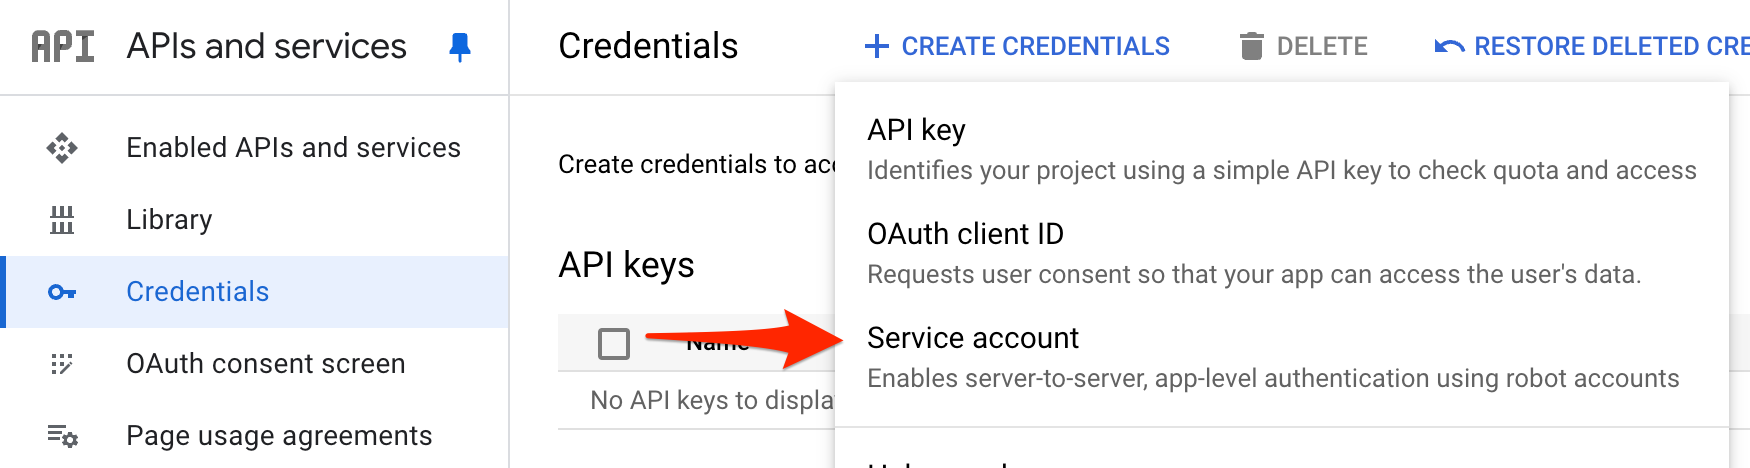 API APIs and services
Credentials
CREATE CREDENTIALS
DELETE
RESTORE DELETED CRE
Enabled APIs and services
Library
Credentials
OAuth consent screen
Page usage agreements
Create credentials to acc
API keys
Name
No API keys to displa
API key
Identifies your project using a simple API key to check quota and access
OAuth client ID
Requests user consent so that your app can access the user's data.
Service account
Enables server-to-server, app-level authentication using robot accounts